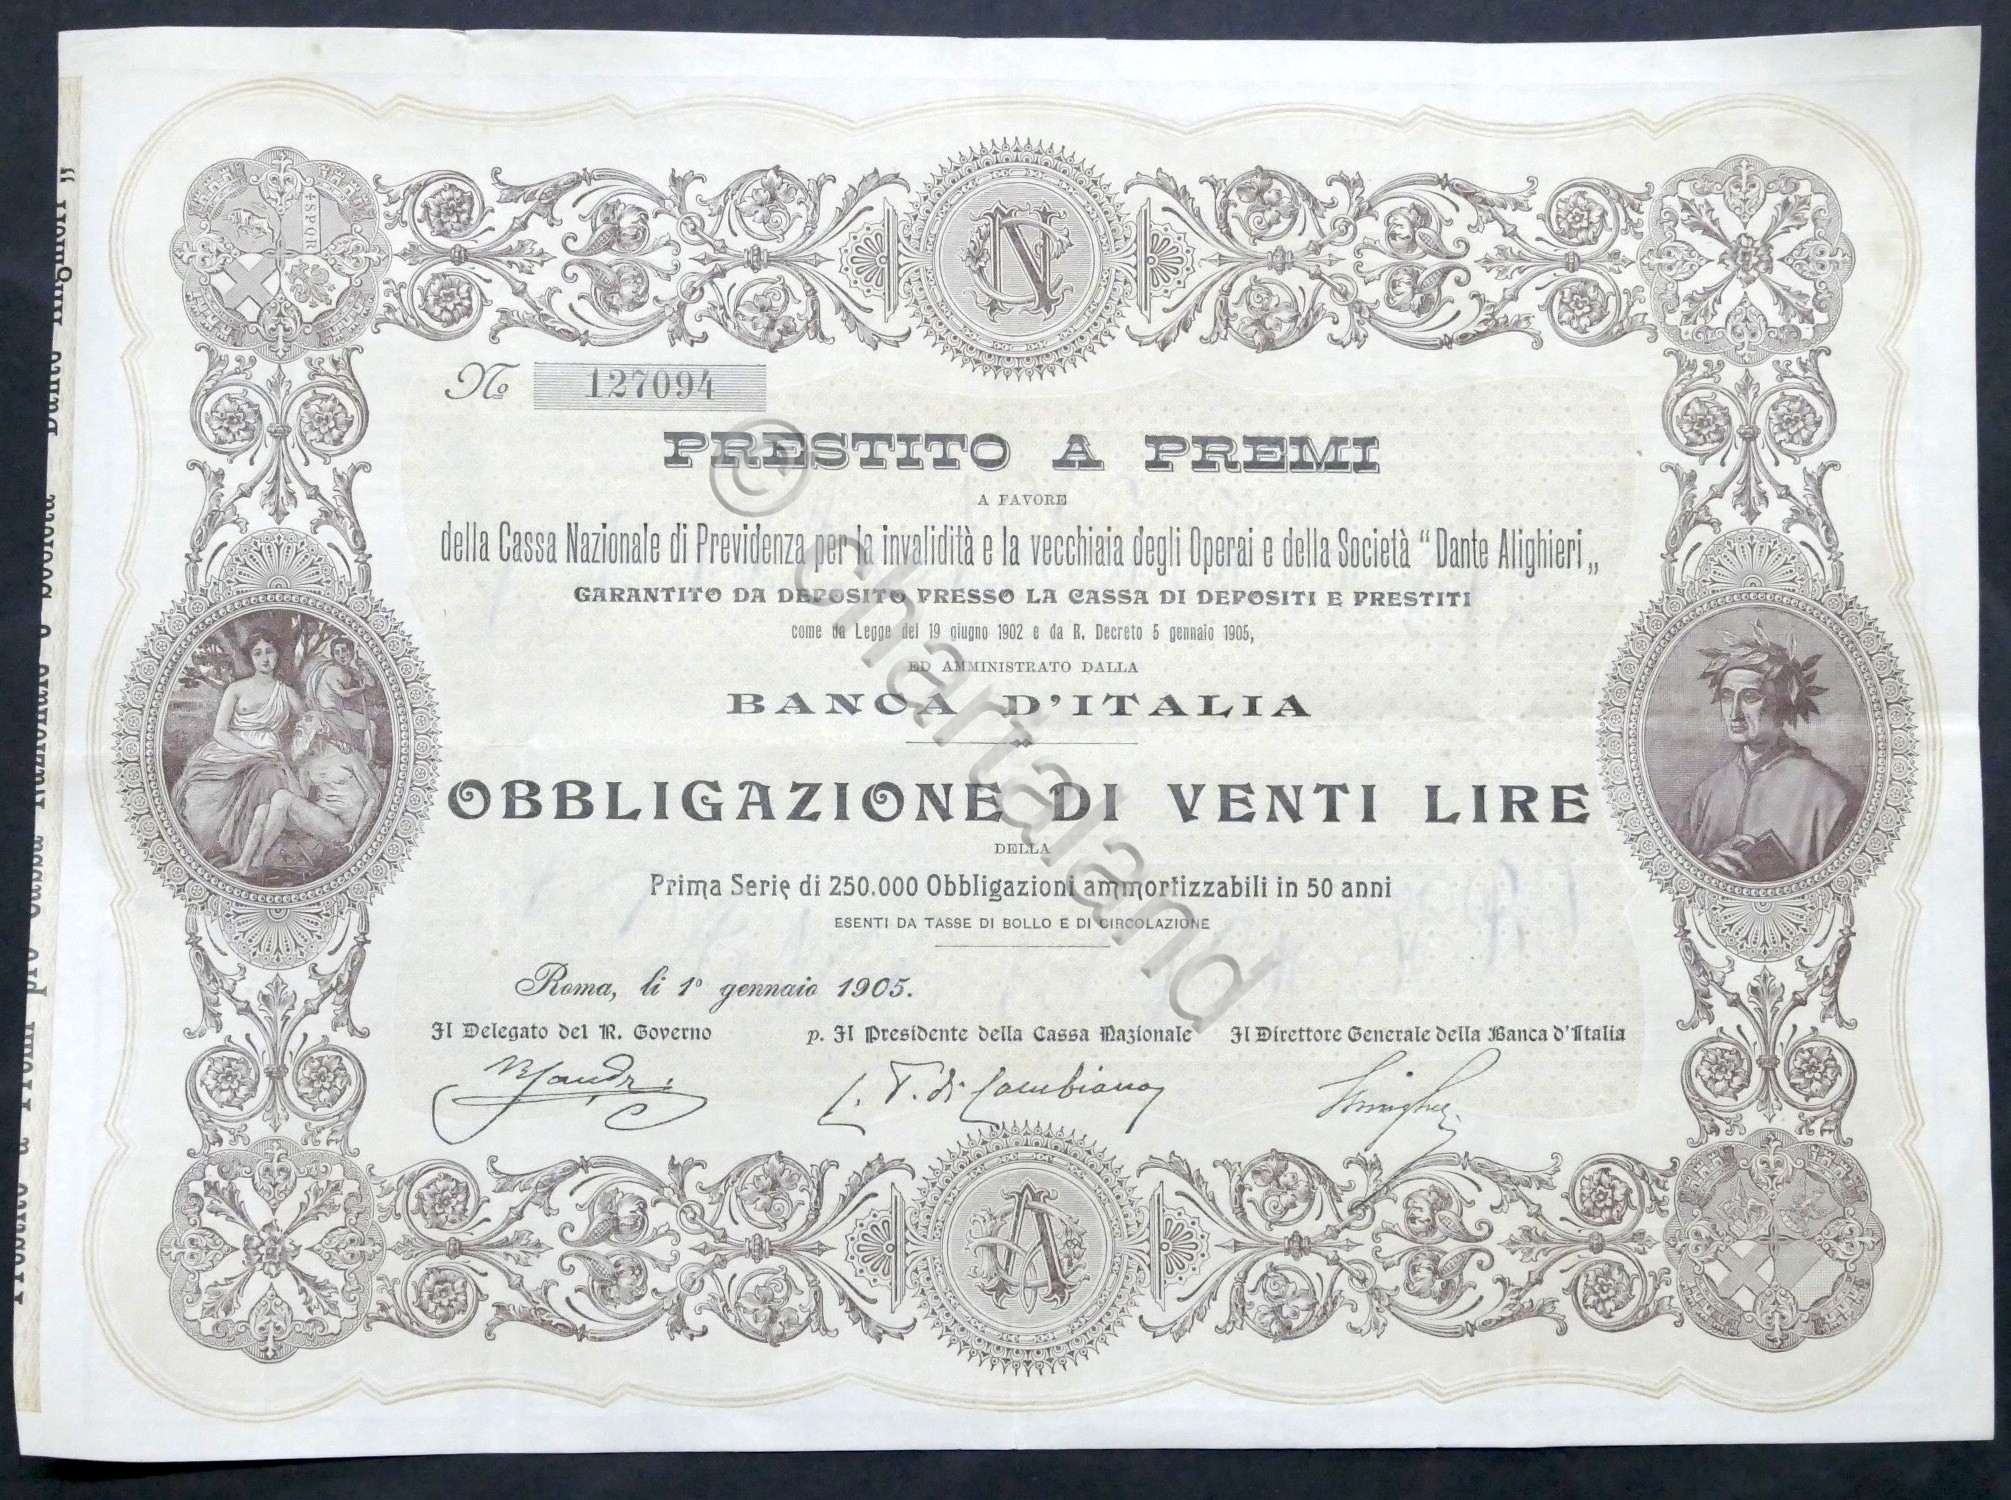 Nº 127094
PRESTITO A PREMI
A FAVORE
della Cassa Nazionale di Previdenza per la invalidità e la vecchiaia degli Operai e della Società “Dante Alighieri„
GARANTITO DA DEPOSITO PRESSO LA CASSA DI DEPOSITI E PRESTITI
come da Legge del 19 giugno 1902 e da R. Decreto 5 gennaio 1905,
ED AMMINISTRATO DALLA
BANCA D'ITALIA
OBBLIGAZIONE DI VENTI LIRE
DELLA
Prima Serie di 250.000 Obbligazioni ammortizzabili in 50 anni
ESENTI DA TASSE DI BOLLO E DI CIRCOLAZIONE
Roma, li 1º gennaio 1905.
Il Delegato del R. Governo
p. Il Presidente della Cassa Nazionale
Il Direttore Generale della Banca d'Italia
SPQR
© Chartaland